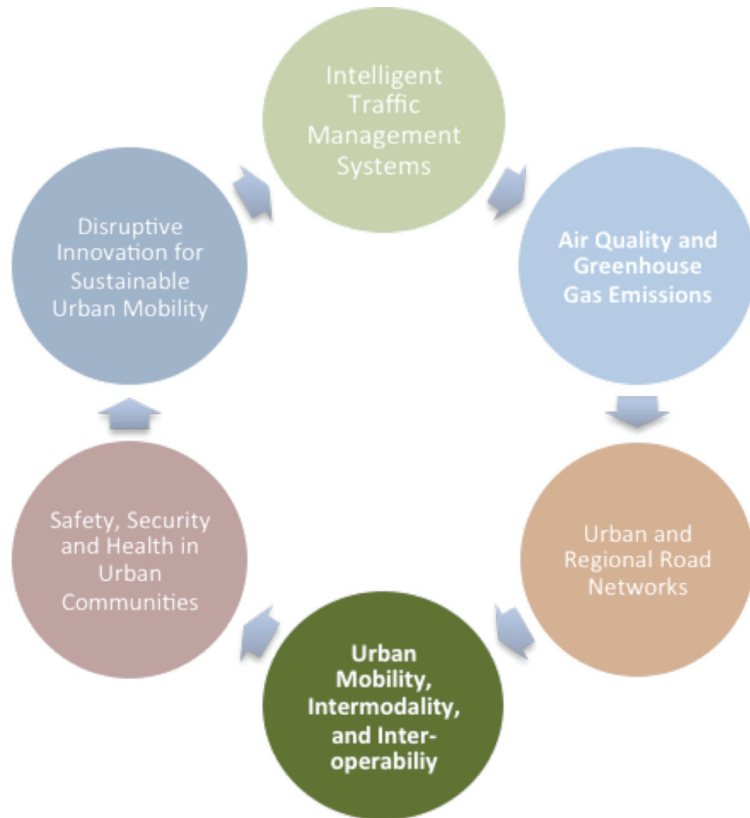 Intelligent
Traffic
Management
Systems
Air Quality and
Greenhouse
Gas Emissions
Urban and
Regional Road
Networks
Urban
Mobility,
Intermodality,
and Inter-
operabiliy
Safety, Security
and Health in
Urban
Communities
Disruptive
Innovation for
Sustainable
Urban Mobility